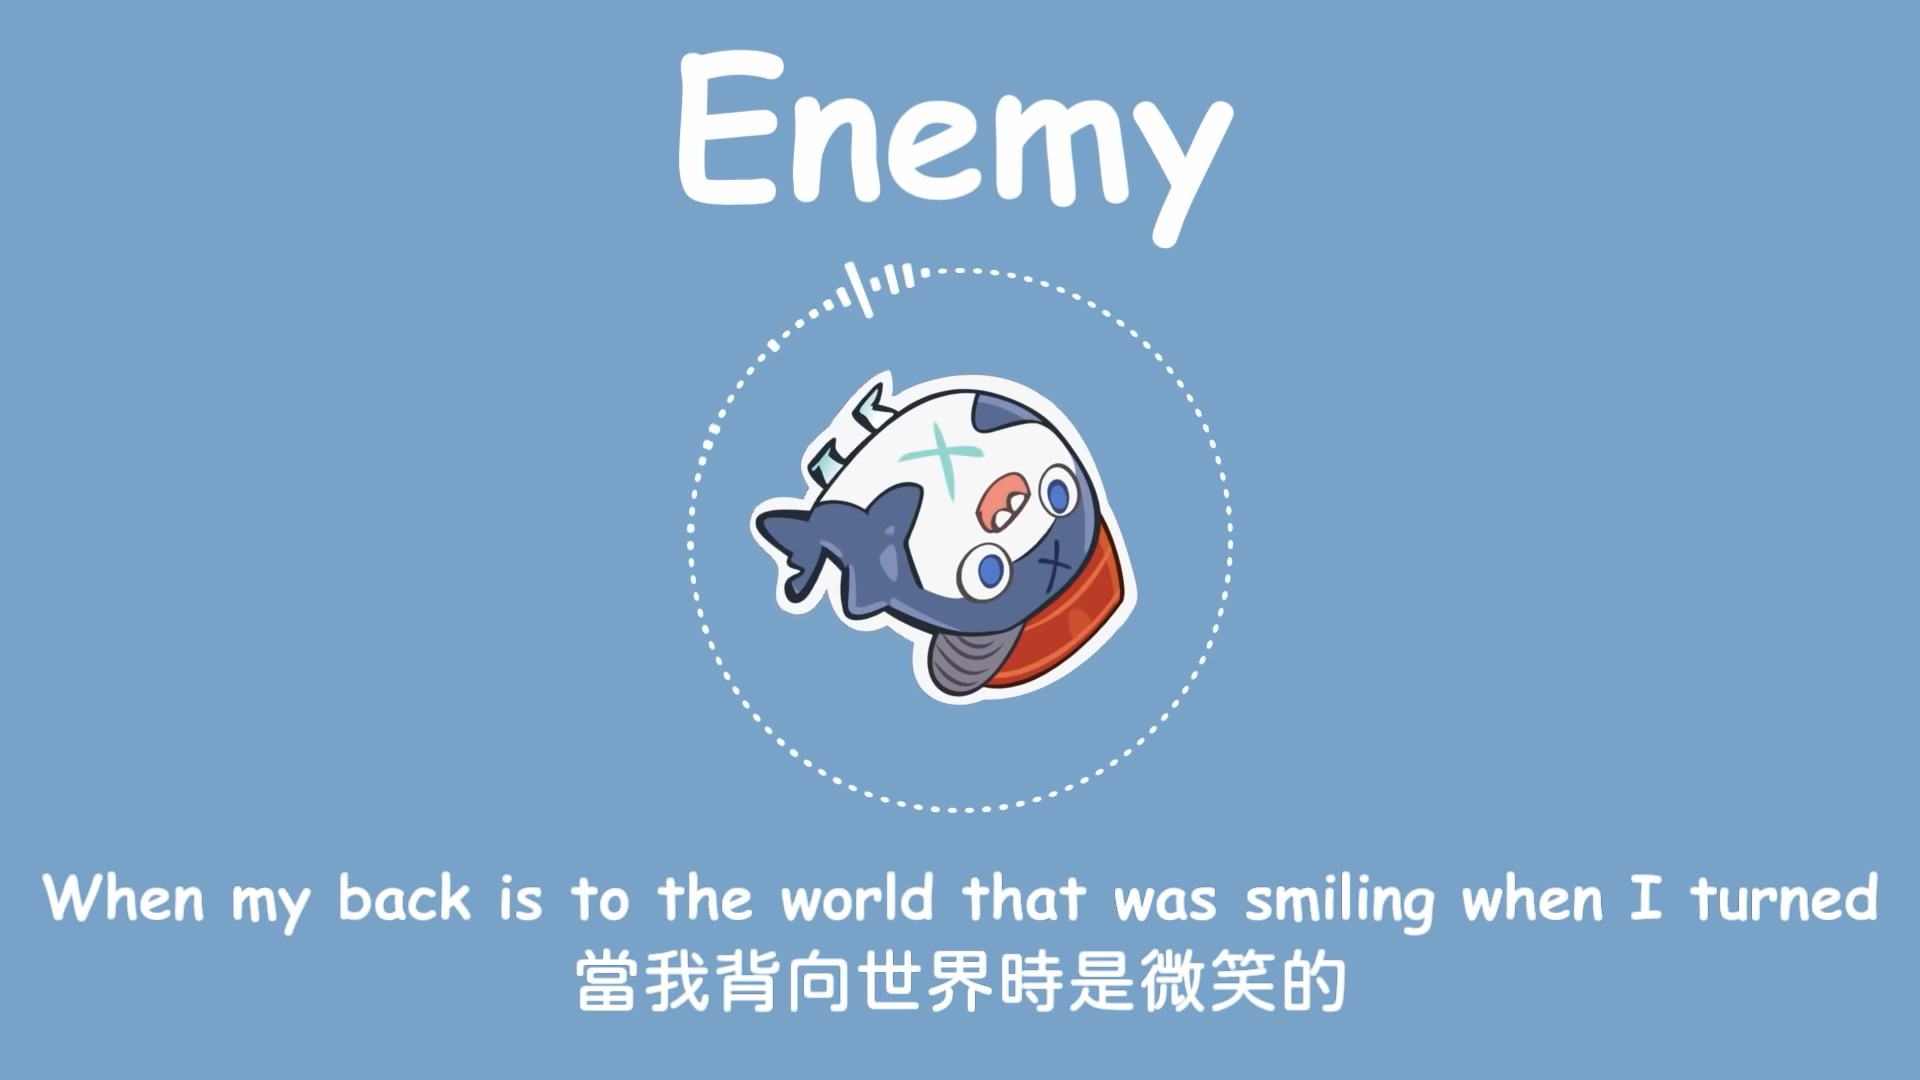 Enemy
When my back is to the world that was smiling when I turned
當我背向世界時是微笑的